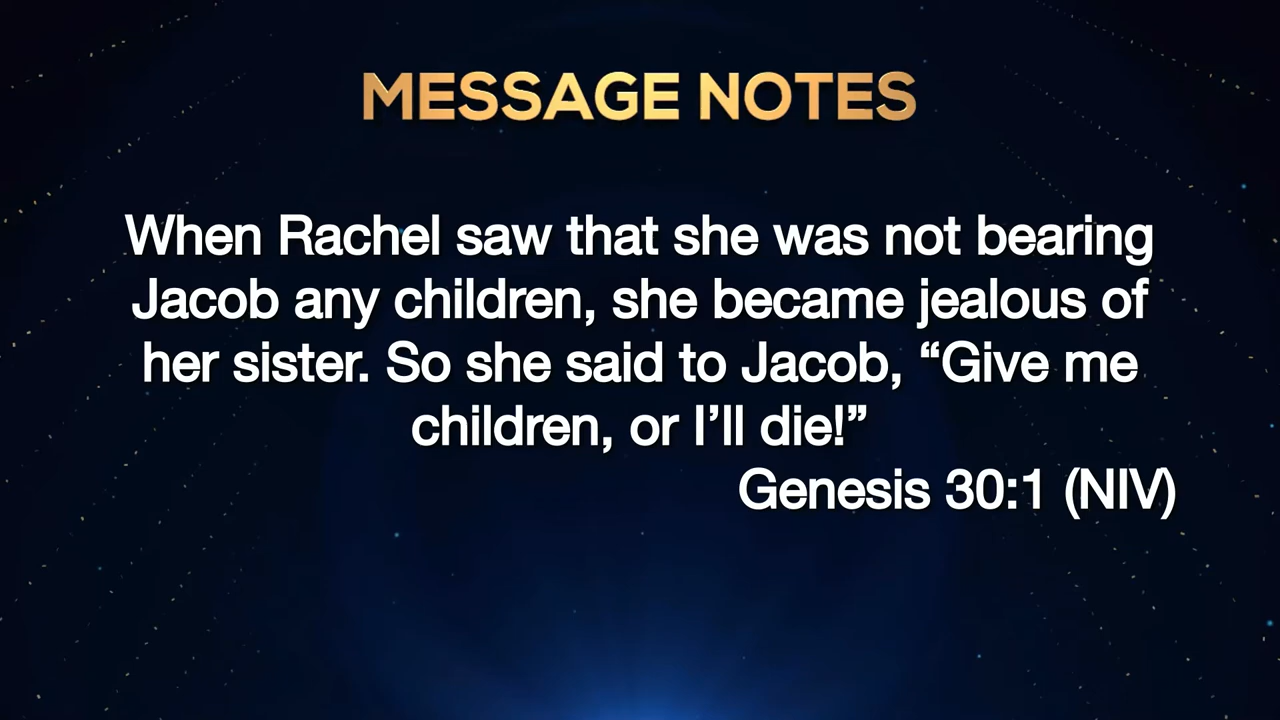 MESSAGE NOTES
When Rachel saw that she was not bearing
Jacob any children, she became jealous of
her sister. So she said to Jacob, “Give me
children, or I’ll die!”
Genesis 30:1 (NIV)